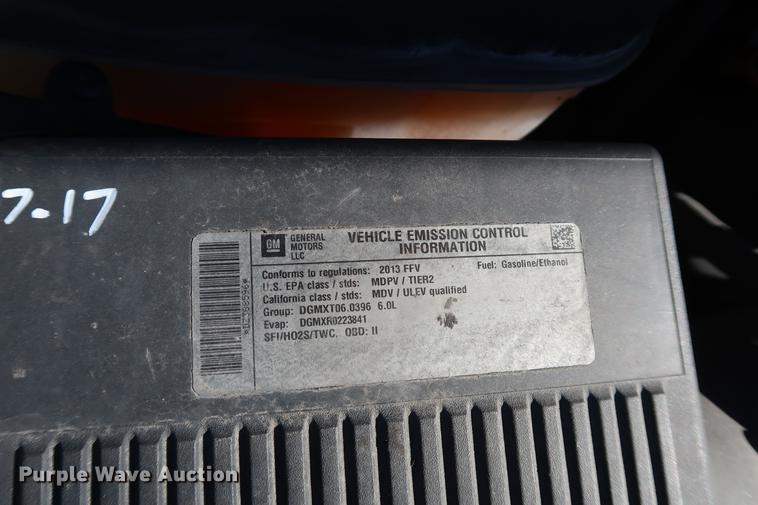 7-17
GM GENERAL MOTORS LLC
VEHICLE EMISSION CONTROL
INFORMATION
Conforms to regulations: 2013 FFV Fuel: Gasoline/Ethanol
U.S. EPA class / stds: MDPV / TIER2
California class / stds: MDV / ULEV qualified
Group: DGMXT06.0396 6.0L
Evap: DGMXR0223841
SFI/HO2S/TWC, OBD: II
Purple Wave Auction